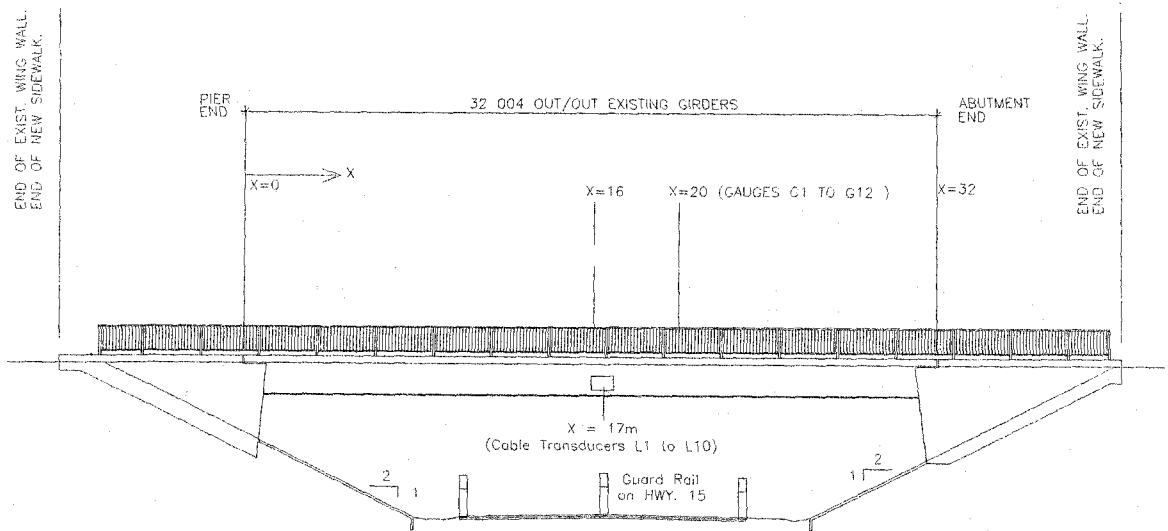 END OF EXIST. WING WALL.
END OF NEW SIDEWALK.
PIER
END
32 004 OUT/OUT EXISTING GIRDERS
ABUTMENT
END
END OF EXIST. WING WALL.
END OF NEW SIDEWALK.
X=0
X
X=16
X=20 (GAUGES G1 TO G12 )
X=32
X = 17m
(Cable Transducers L1 to L10)
2
1
Guard Rail
on HWY. 15
2
1